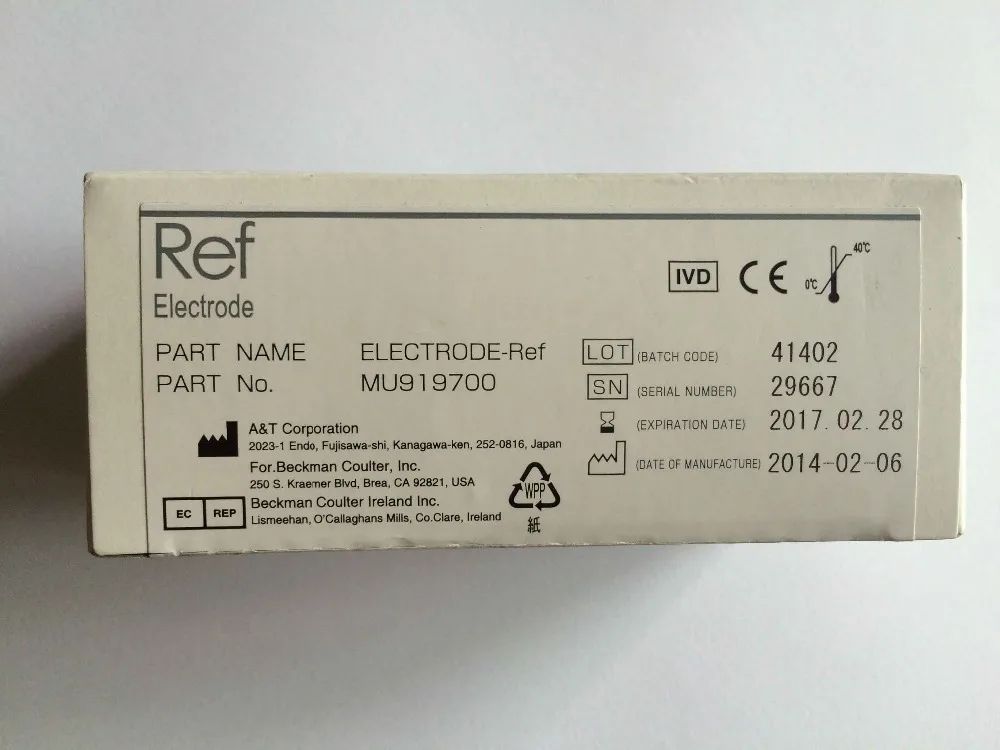 Ref
Electrode
IVD CE 0℃ 40℃
PART NAME ELECTRODE-Ref
PART No. MU919700
LOT (BATCH CODE) 41402
SN (SERIAL NUMBER) 29667
(EXPIRATION DATE) 2017.02.28
(DATE OF MANUFACTURE) 2014-02-06
A&T Corporation
2023-1 Endo, Fujisawa-shi, Kanagawa-ken, 252-0816, Japan
For.Beckman Coulter, Inc.
250 S. Kraemer Blvd, Brea, CA 92821, USA
EC REP Beckman Coulter Ireland Inc.
Lismeehan, O'Callaghans Mills, Co.Clare, Ireland
WPP
紙